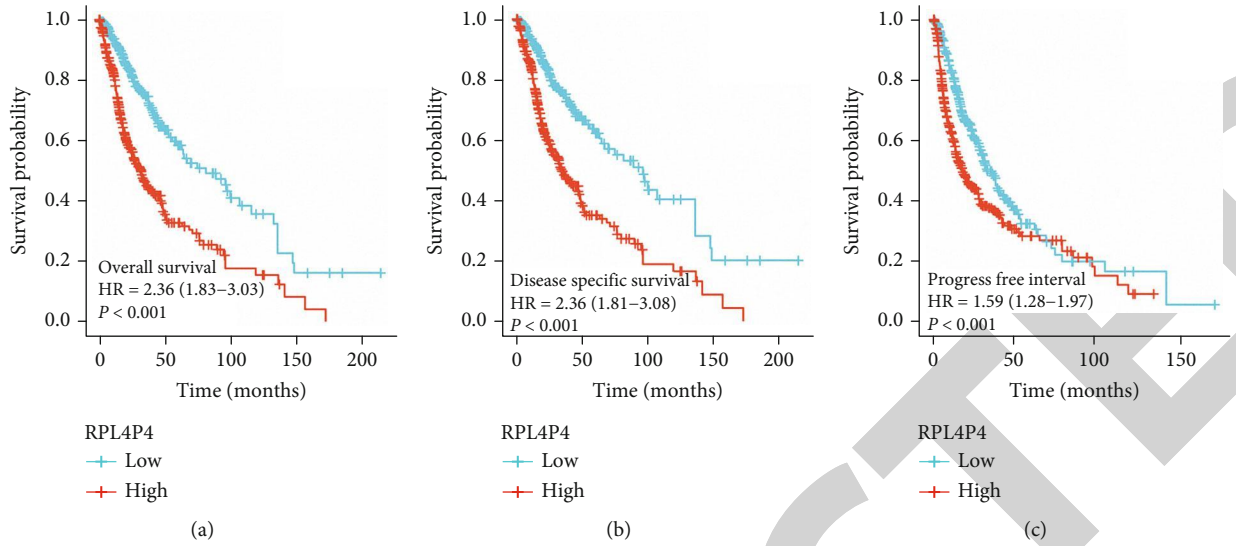 1.0
0.8
0.6
0.4
0.2
0.0
Survival probability
Overall survival
HR = 2.36 (1.83–3.03)
P < 0.001
0 50 100 150 200
Time (months)
RPL4P4
Low
High
(a)
1.0
0.8
0.6
0.4
0.2
0.0
Survival probability
Disease specific survival
HR = 2.36 (1.81–3.08)
P < 0.001
0 50 100 150 200
Time (months)
RPL4P4
Low
High
(b)
1.0
0.8
0.6
0.4
0.2
0.0
Survival probability
Progress free interval
HR = 1.59 (1.28–1.97)
P < 0.001
0 50 100 150
Time (months)
RPL4P4
Low
High
(c)